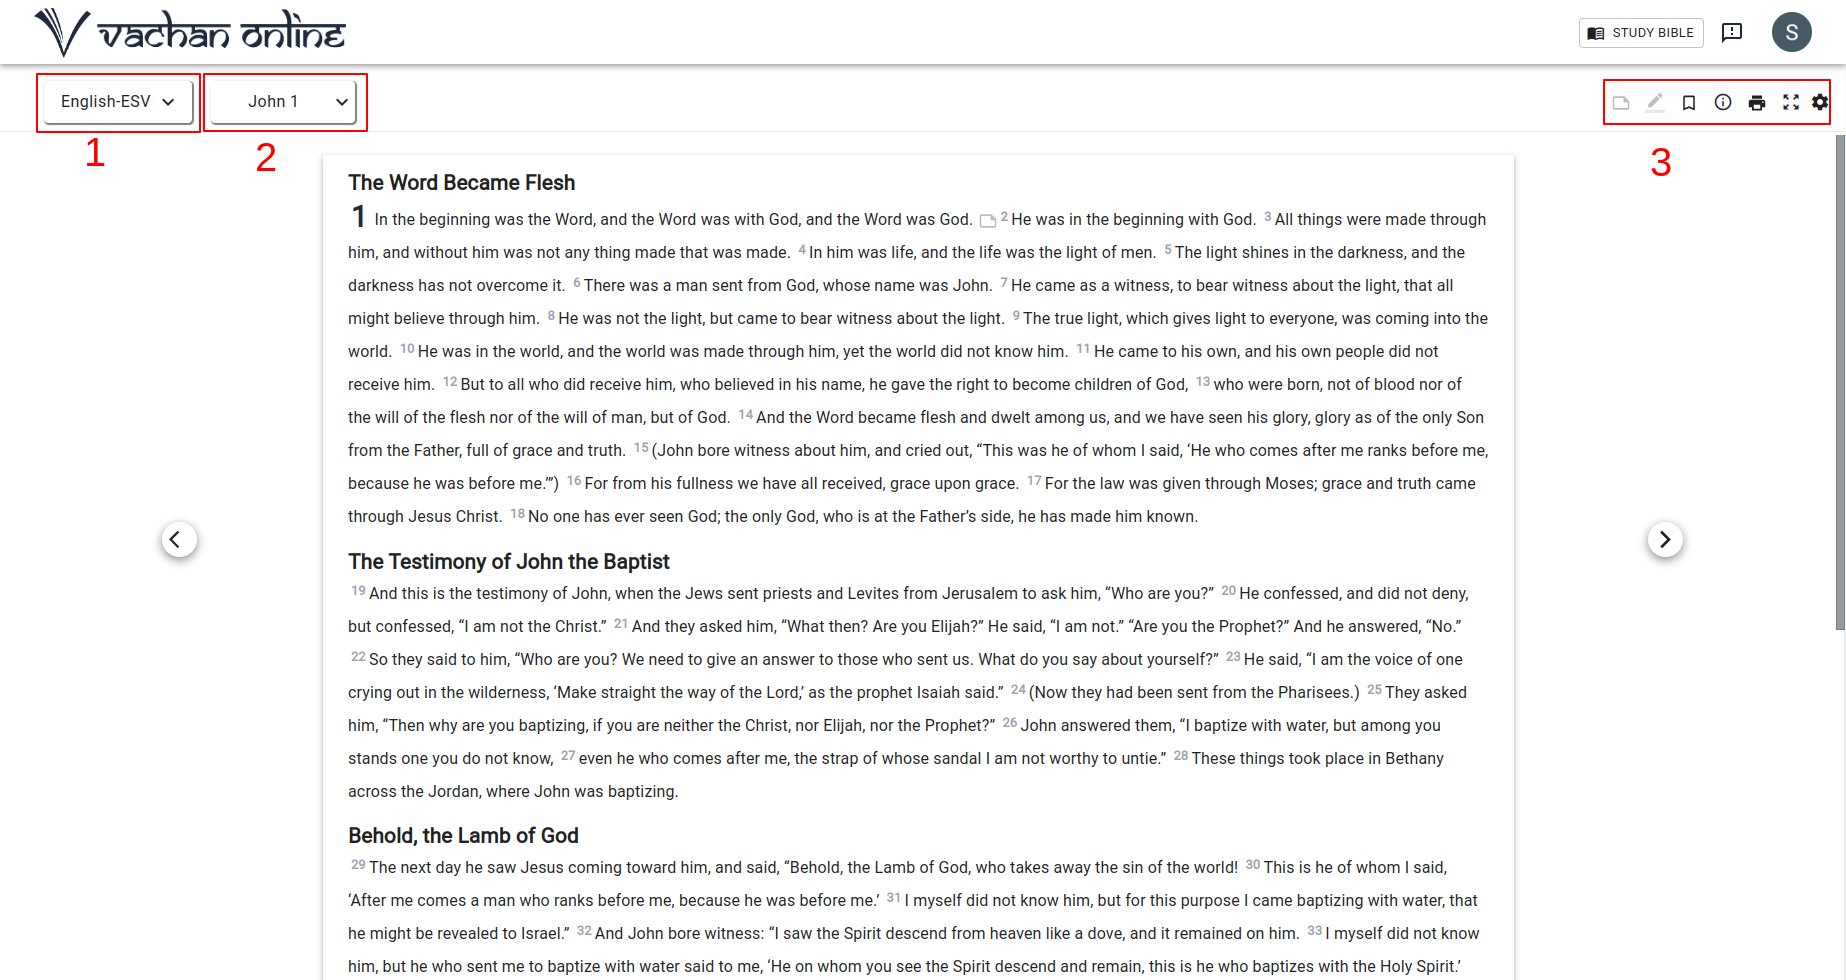 vachan online
STUDY BIBLE
S
English-ESV
John 1
1
2
3
The Word Became Flesh
1 In the beginning was the Word, and the Word was with God, and the Word was God. 2 He was in the beginning with God. 3 All things were made through
him, and without him was not any thing made that was made. 4 In him was life, and the life was the light of men. 5 The light shines in the darkness, and the
darkness has not overcome it. 6 There was a man sent from God, whose name was John. 7 He came as a witness, to bear witness about the light, that all
might believe through him. 8 He was not the light, but came to bear witness about the light. 9 The true light, which gives light to everyone, was coming into the
world. 10 He was in the world, and the world was made through him, yet the world did not know him. 11 He came to his own, and his own people did not
receive him. 12 But to all who did receive him, who believed in his name, he gave the right to become children of God, 13 who were born, not of blood nor of
the will of the flesh nor of the will of man, but of God. 14 And the Word became flesh and dwelt among us, and we have seen his glory, glory as of the only Son
from the Father, full of grace and truth. 15 (John bore witness about him, and cried out, “This was he of whom I said, ‘He who comes after me ranks before me,
because he was before me.’”) 16 For from his fullness we have all received, grace upon grace. 17 For the law was given through Moses; grace and truth came
through Jesus Christ. 18 No one has ever seen God; the only God, who is at the Father’s side, he has made him known.
The Testimony of John the Baptist
19 And this is the testimony of John, when the Jews sent priests and Levites from Jerusalem to ask him, “Who are you?” 20 He confessed, and did not deny,
but confessed, “I am not the Christ.” 21 And they asked him, “What then? Are you Elijah?” He said, “I am not.” “Are you the Prophet?” And he answered, “No.”
22 So they said to him, “Who are you? We need to give an answer to those who sent us. What do you say about yourself?” 23 He said, “I am the voice of one
crying out in the wilderness, ‘Make straight the way of the Lord,’ as the prophet Isaiah said.” 24 (Now they had been sent from the Pharisees.) 25 They asked
him, “Then why are you baptizing, if you are neither the Christ, nor Elijah, nor the Prophet?” 26 John answered them, “I baptize with water, but among you
stands one you do not know, 27 even he who comes after me, the strap of whose sandal I am not worthy to untie.” 28 These things took place in Bethany
across the Jordan, where John was baptizing.
Behold, the Lamb of God
29 The next day he saw Jesus coming toward him, and said, “Behold, the Lamb of God, who takes away the sin of the world! 30 This is he of whom I said,
‘After me comes a man who ranks before me, because he was before me.’ 31 I myself did not know him, but for this purpose I came baptizing with water, that
he might be revealed to Israel.” 32 And John bore witness: “I saw the Spirit descend from heaven like a dove, and it remained on him. 33 I myself did not know
him, but he who sent me to baptize with water said to me, ‘He on whom you see the Spirit descend and remain, this is he who baptizes with the Holy Spirit.’